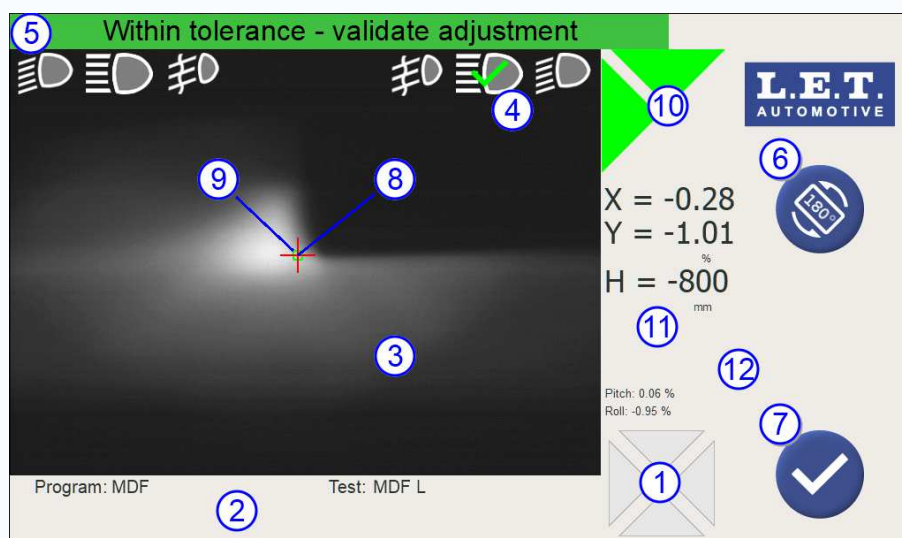 5
Within tolerance - validate adjustment
4
10
L.E.T.
AUTOMOTIVE
9
8
6
180°
X = -0.28
Y = -1.01
%
H = -800
mm
11
3
12
Pitch: 0.06 %
Roll: -0.95 %
7
1
Program: MDF
Test: MDF L
2